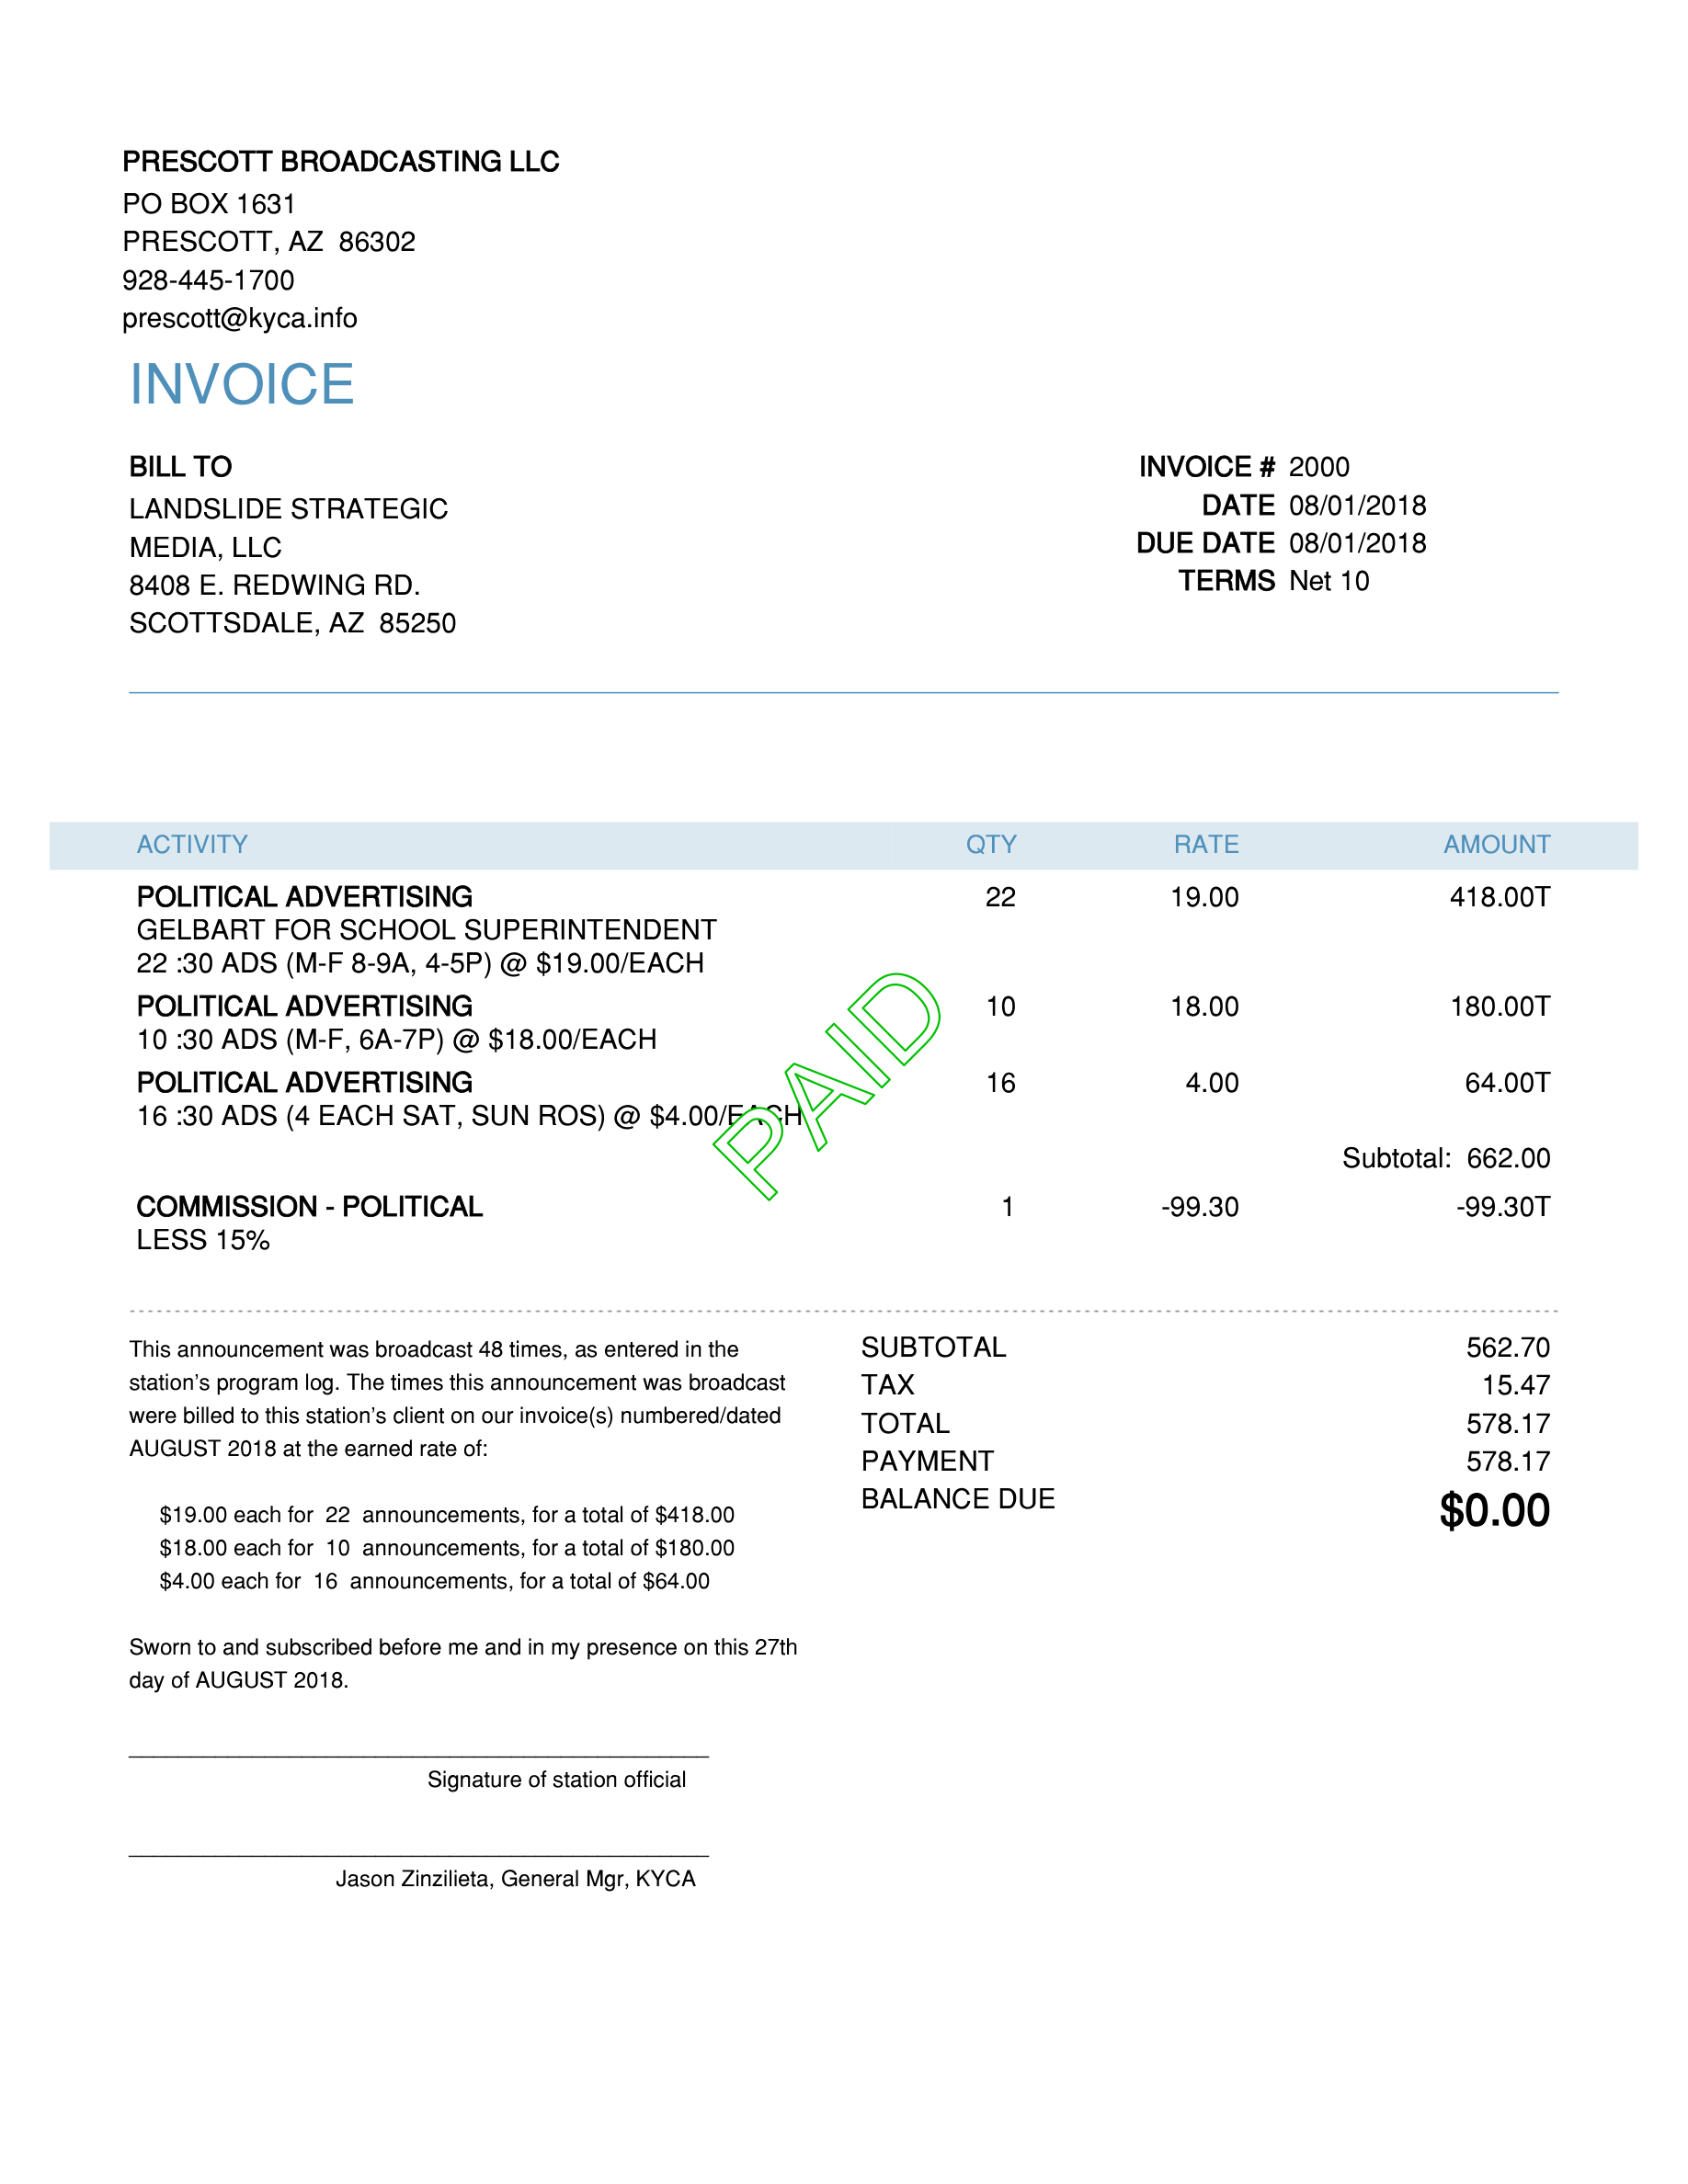 PRESCOTT BROADCASTING LLC
PO BOX 1631
PRESCOTT, AZ  86302
928-445-1700
prescott@kyca.info
INVOICE
BILL TO
LANDSLIDE STRATEGIC
MEDIA, LLC
8408 E. REDWING RD.
SCOTTSDALE, AZ  85250
INVOICE # 2000
DATE 08/01/2018
DUE DATE 08/01/2018
TERMS Net 10
ACTIVITY QTY RATE AMOUNT
POLITICAL ADVERTISING 22 19.00 418.00T
GELBART FOR SCHOOL SUPERINTENDENT
22 :30 ADS (M-F 8-9A, 4-5P) @ $19.00/EACH
POLITICAL ADVERTISING 10 18.00 180.00T
10 :30 ADS (M-F, 6A-7P) @ $18.00/EACH
POLITICAL ADVERTISING 16 4.00 64.00T
16 :30 ADS (4 EACH SAT, SUN ROS) @ $4.00/EACH
PAID
Subtotal: 662.00
COMMISSION - POLITICAL 1 -99.30 -99.30T
LESS 15%
This announcement was broadcast 48 times, as entered in the
station's program log. The times this announcement was broadcast
were billed to this station's client on our invoice(s) numbered/dated
AUGUST 2018 at the earned rate of:
$19.00 each for 22 announcements, for a total of $418.00
$18.00 each for 10 announcements, for a total of $180.00
$4.00 each for 16 announcements, for a total of $64.00
Sworn to and subscribed before me and in my presence on this 27th
day of AUGUST 2018.
Signature of station official
Jason Zinzilieta, General Mgr, KYCA
SUBTOTAL 562.70
TAX 15.47
TOTAL 578.17
PAYMENT 578.17
BALANCE DUE $0.00